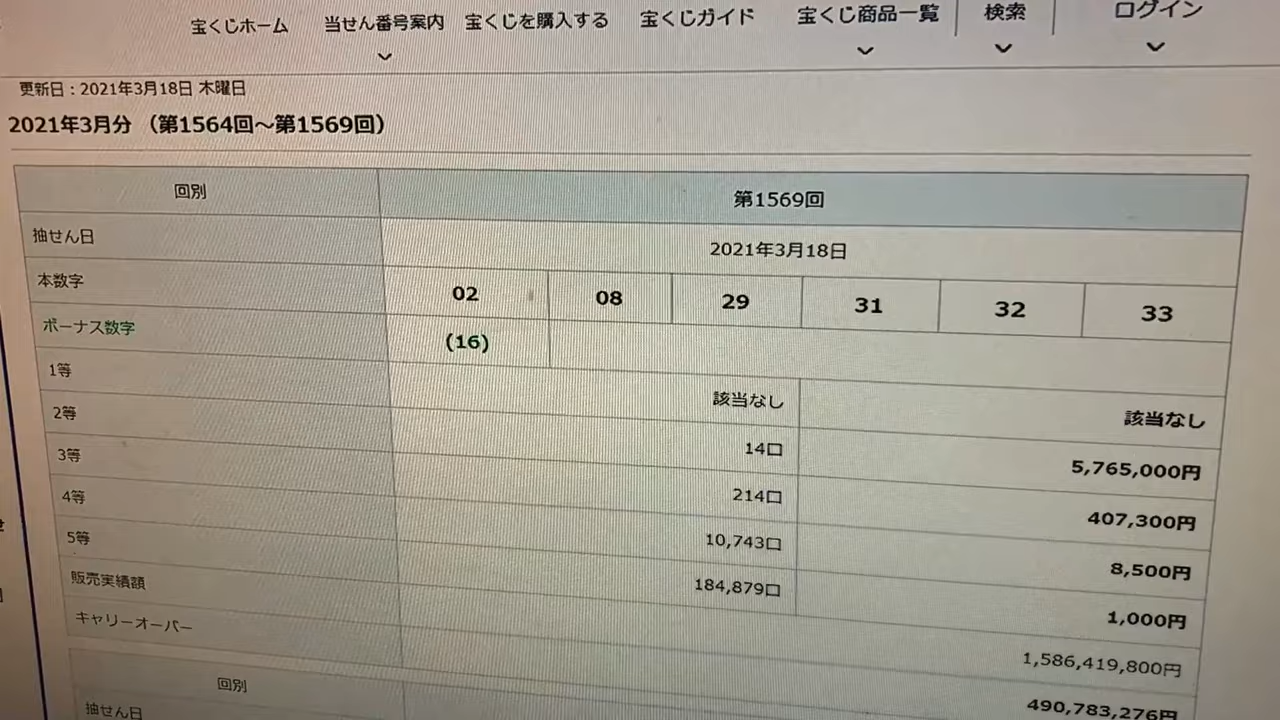 宝くじホーム 当せん番号案内 宝くじを購入する 宝くじガイド 宝くじ商品一覧 検索 ログイン
更新日：2021年3月18日 木曜日
2021年3月分 （第1564回～第1569回）
回別 第1569回
抽せん日 2021年3月18日
本数字 02 08 29 31 32 33
ボーナス数字 (16)
1等 該当なし 該当なし
2等 14口 5,765,000円
3等 214口 407,300円
4等 10,743口 8,500円
5等 184,879口 1,000円
販売実績額 1,586,419,800円
キャリーオーバー 490,783,276円
回別
抽せん日